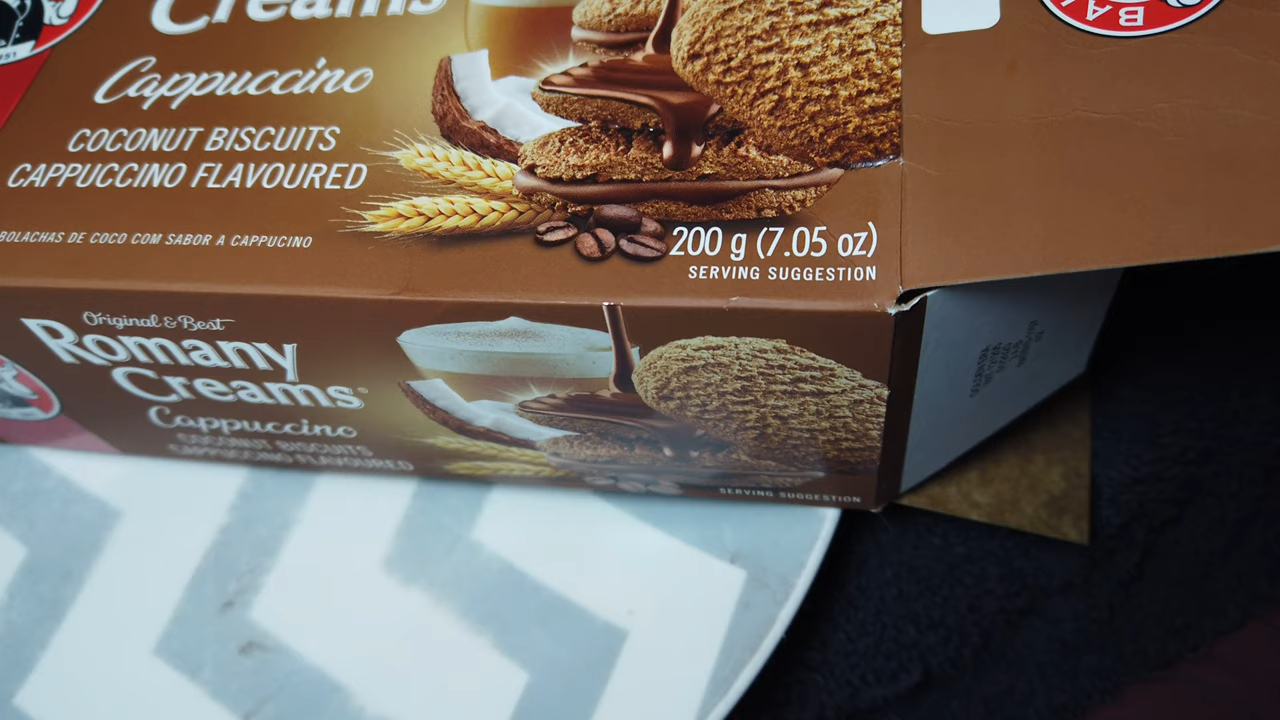 Creams
Cappuccino
COCONUT BISCUITS
CAPPUCCINO FLAVOURED
BOLACHAS DE COCO COM SABOR A CAPPUCINO
200 g (7.05 oz)
SERVING SUGGESTION
Original & Best
Romany
Creams®
Cappuccino
COCONUT BISCUITS
CAPPUCCINO FLAVOURED
SERVING SUGGESTION